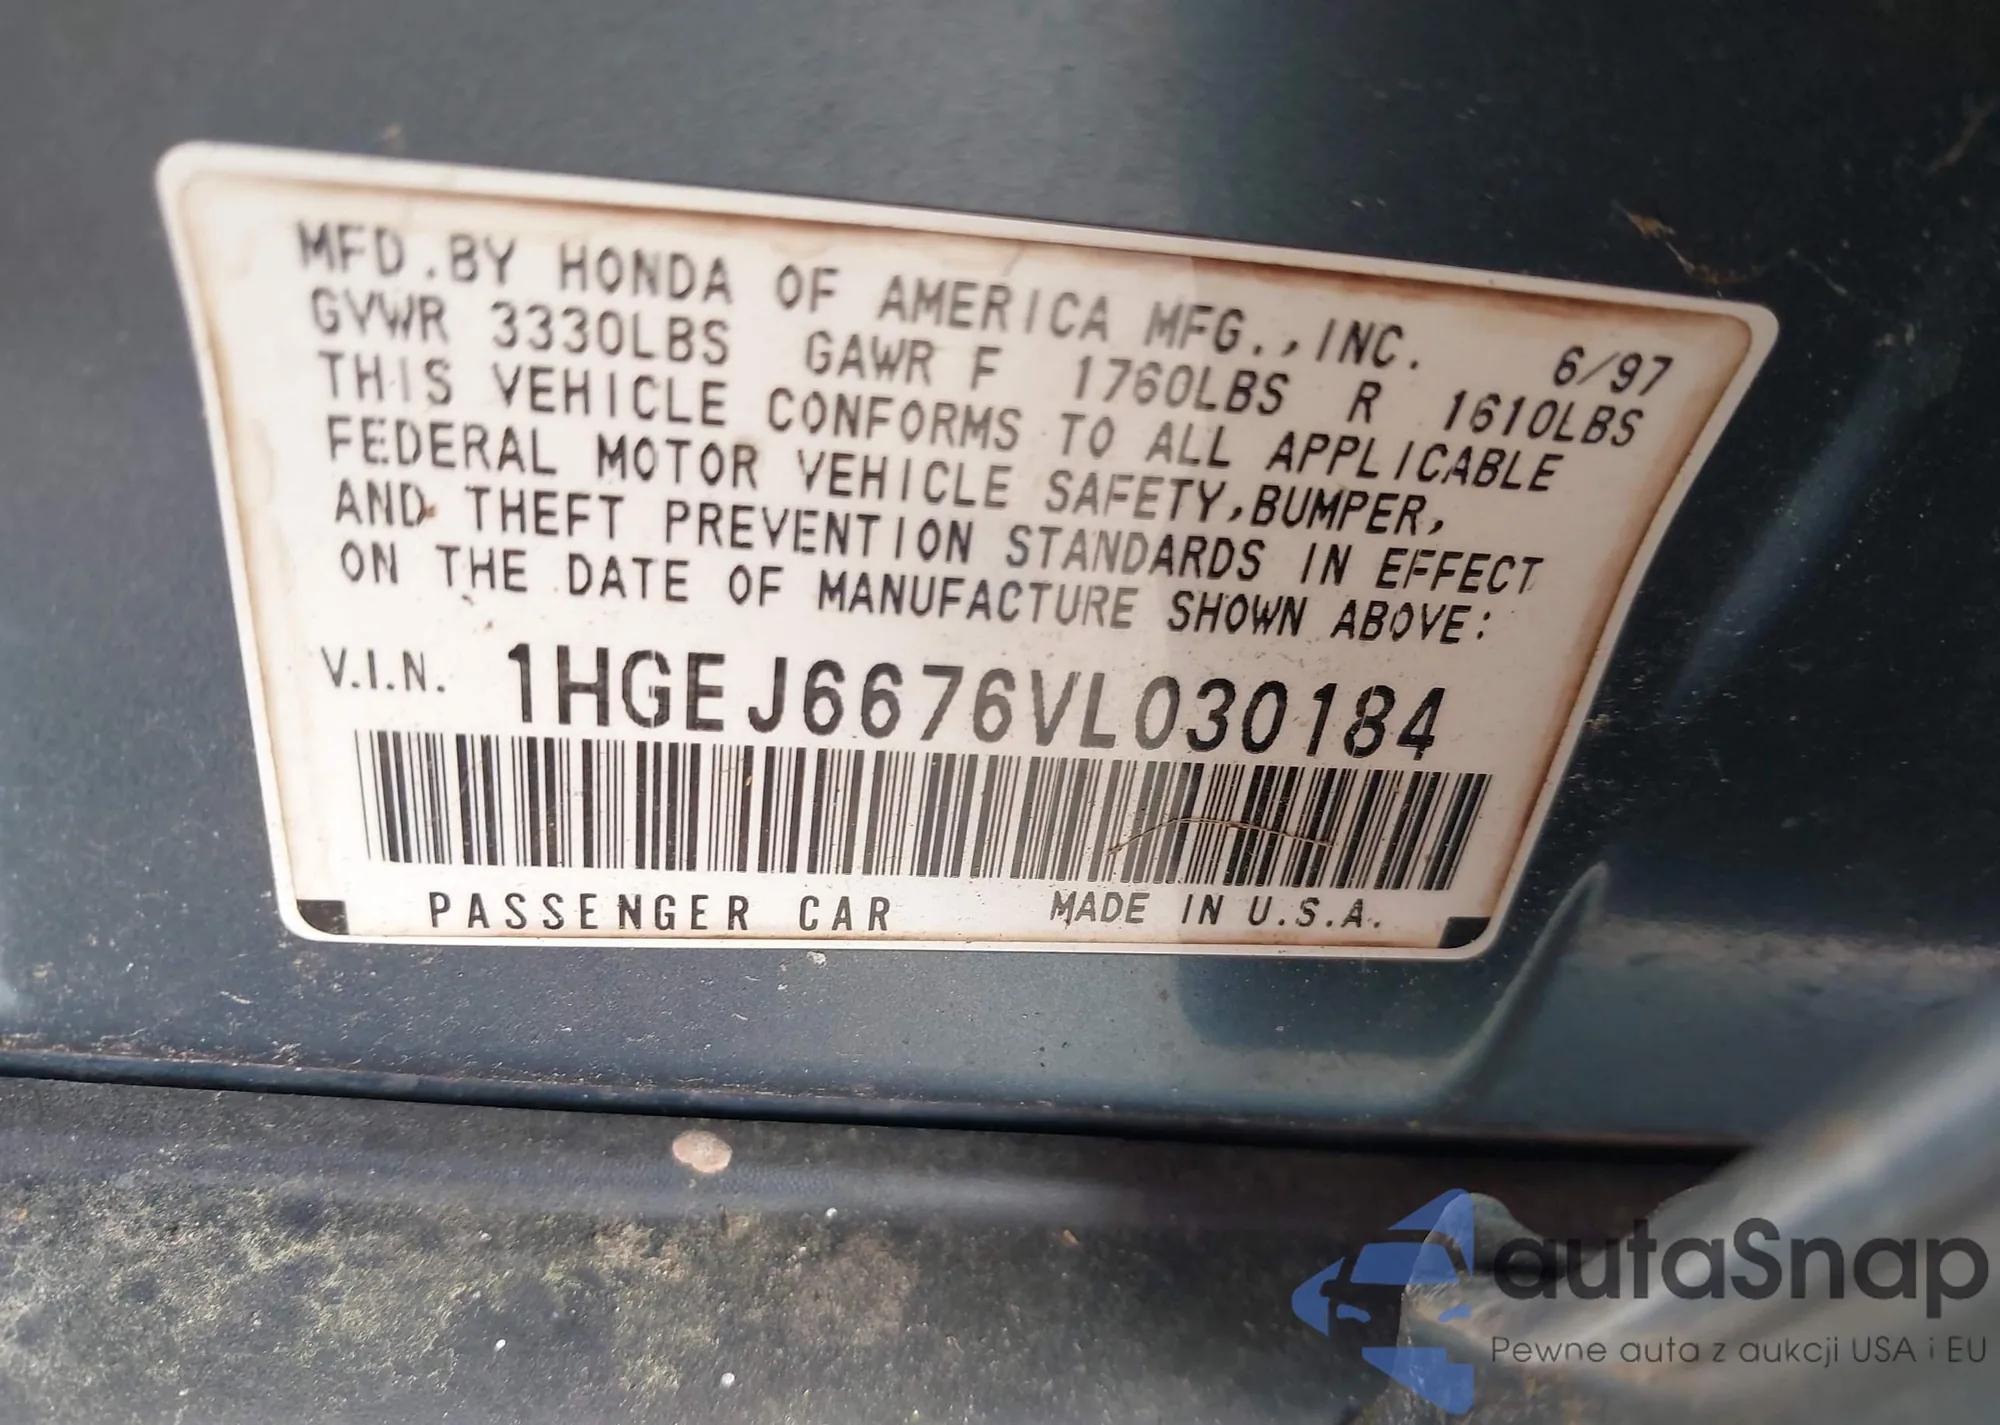 MFD.BY HONDA OF AMERICA MFG.,INC. 6/97
GVWR 3330LBS GAWR F 1760LBS R 1610LBS
THIS VEHICLE CONFORMS TO ALL APPLICABLE
FEDERAL MOTOR VEHICLE SAFETY,BUMPER,
AND THEFT PREVENTION STANDARDS IN EFFECT
ON THE DATE OF MANUFACTURE SHOWN ABOVE:
V.I.N. 1HGEJ6676VL030184
PASSENGER CAR MADE IN U.S.A.
autaSnap
Pewne auta z aukcji USA i EU